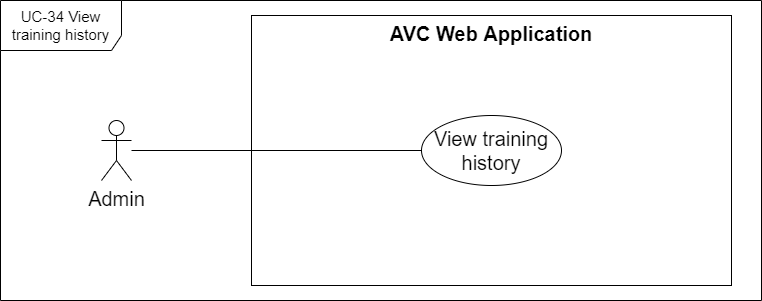 UC-34 View
training history
AVC Web Application
View training
history
Admin